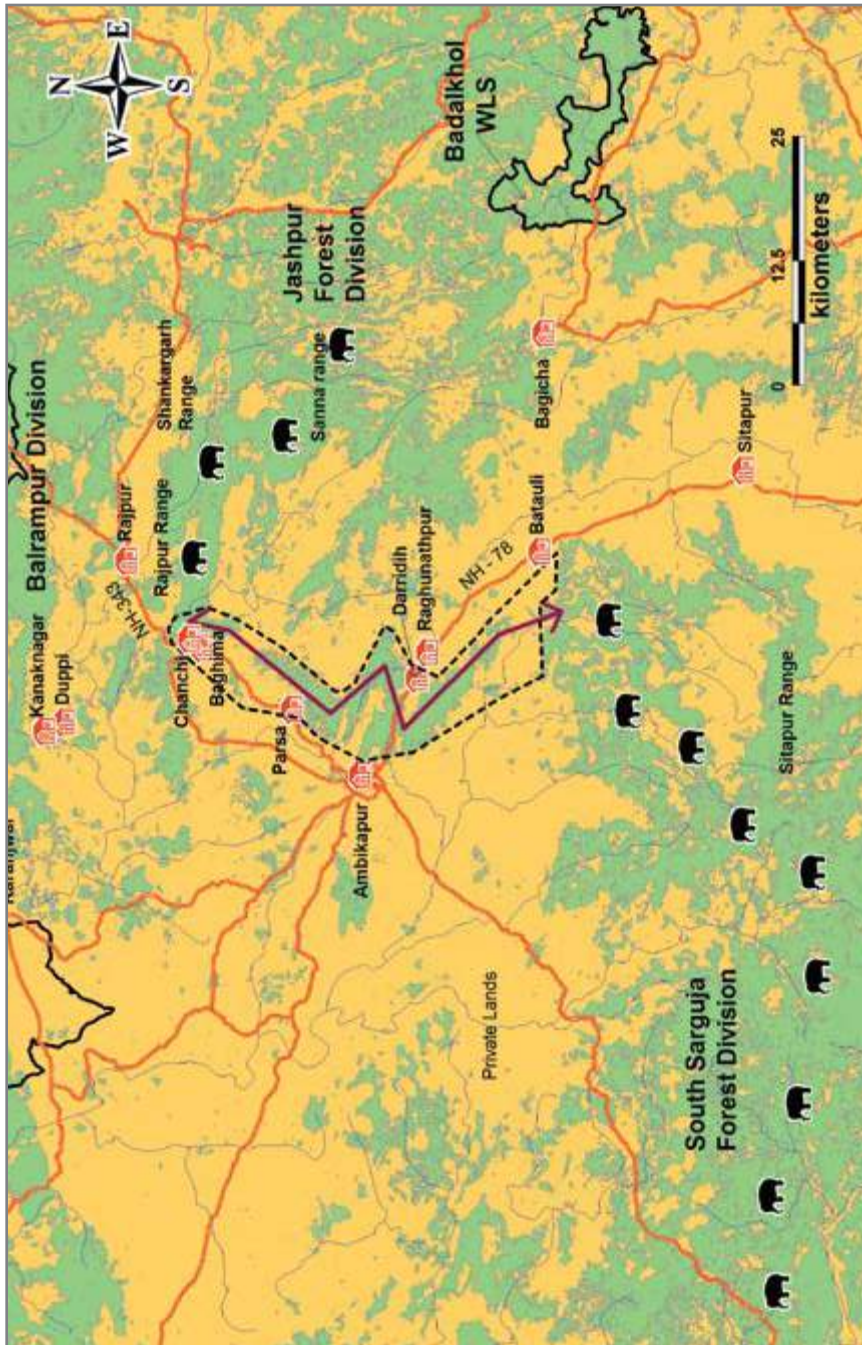 N
W
E
S
Balrampur Division
Kanaknagar
Duppi
Rajpur
NH-343
Rajpur Range
Shankargarh
Range
Chanchi
Baghima
Parsa
Jashpur
Forest
Division
Sanna range
Ambikapur
Darridih
Raghunathpur
Badalkhol
WLS
NH - 78
Private Lands
Batauli
Bagicha
South Sarguja
Forest Division
Sitapur
Sitapur Range
0 12.5 25
kilometers